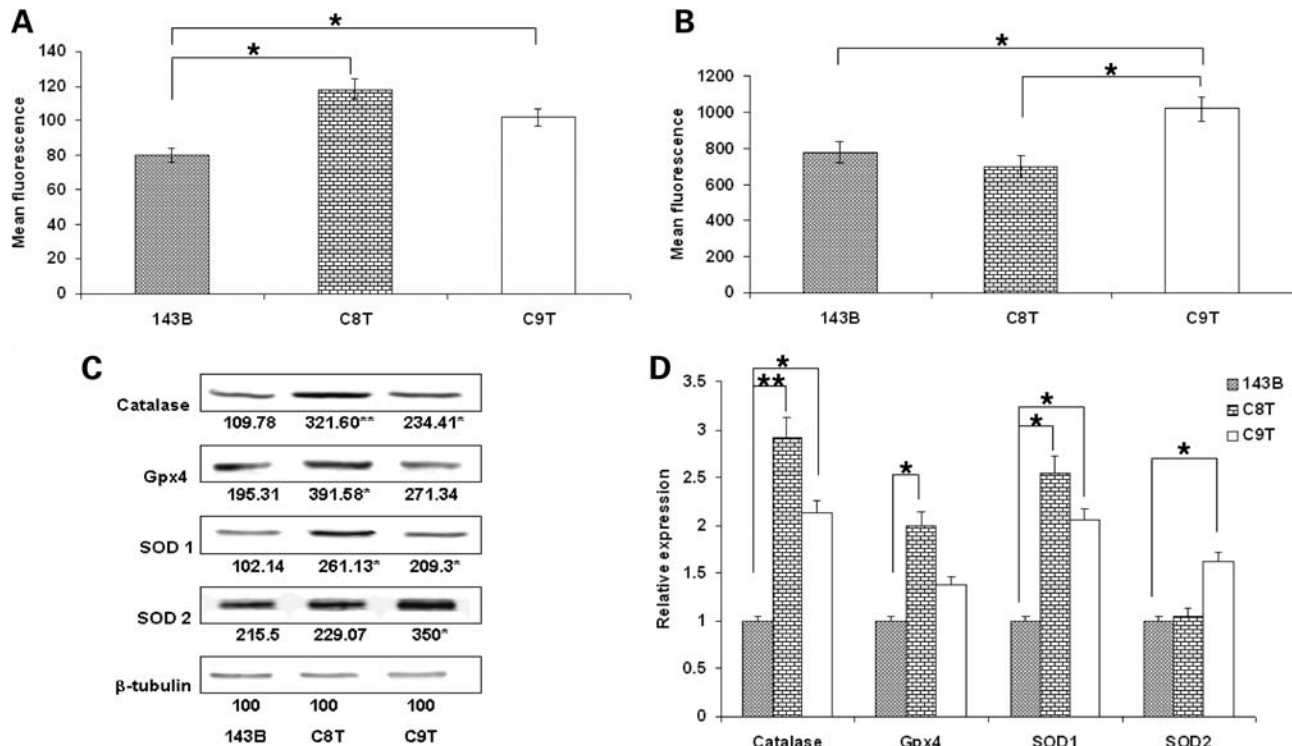 A
*
*
140
120
100
80
60
40
20
0
Mean fluorescence
143B C8T C9T
B
*
*
1200
1000
800
600
400
200
0
Mean fluorescence
143B C8T C9T
C
Catalase
109.78 321.60** 234.41*
Gpx4
195.31 391.58* 271.34
SOD 1
102.14 261.13* 209.3*
SOD 2
215.5 229.07 350*
β-tubulin
100 100 100
143B C8T C9T
D
3.5
3
2.5
2
1.5
1
0.5
0
Relative expression
*
**
*
*
*
*
143B
C8T
C9T
Catalase Gpx4 SOD1 SOD2